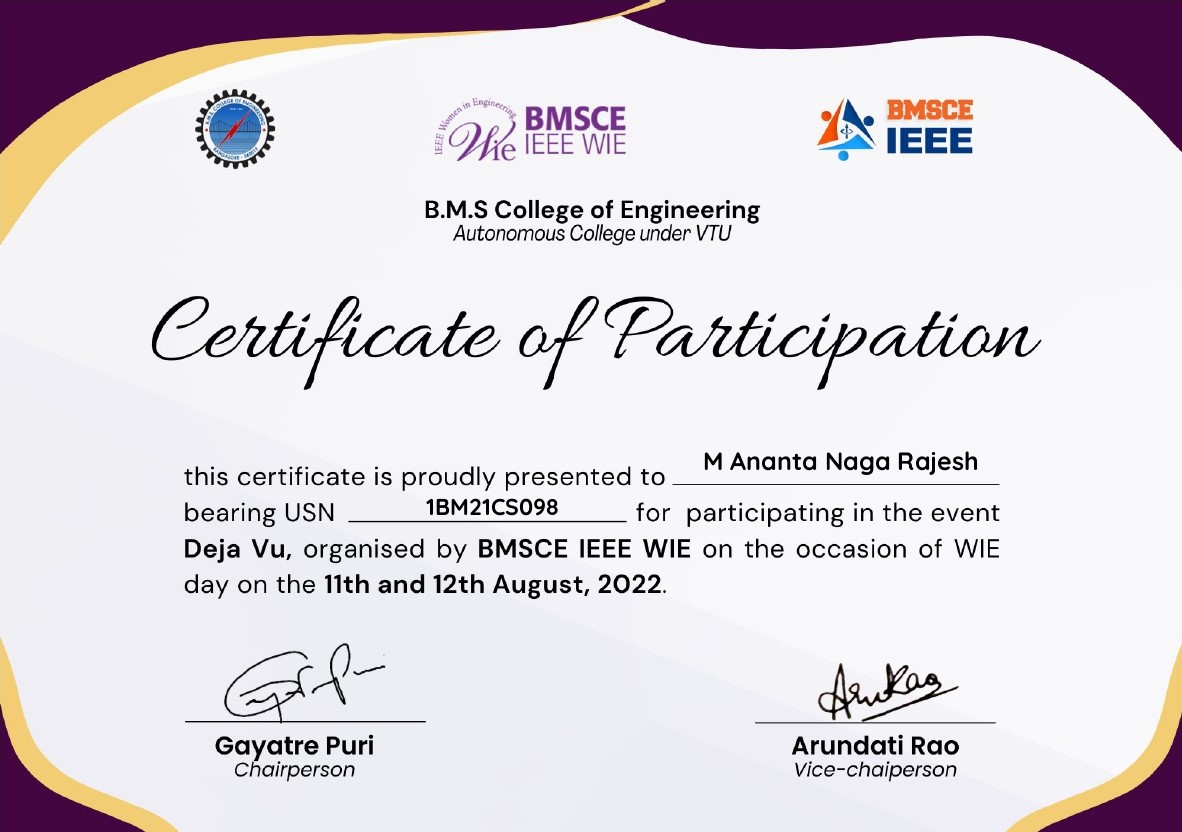 B.M.S. COLLEGE OF ENGINEERING
IEEE Women in Engineering
Wie
BMSCE
IEEE WIE
BMSCE
IEEE
B.M.S College of Engineering
Autonomous College under VTU
Certificate of Participation
this certificate is proudly presented to M Ananta Naga Rajesh
bearing USN 1BM21CS098 for participating in the event
Deja Vu, organised by BMSCE IEEE WIE on the occasion of WIE
day on the 11th and 12th August, 2022.
Gayatre Puri
Chairperson
Arundati Rao
Vice-chaiperson